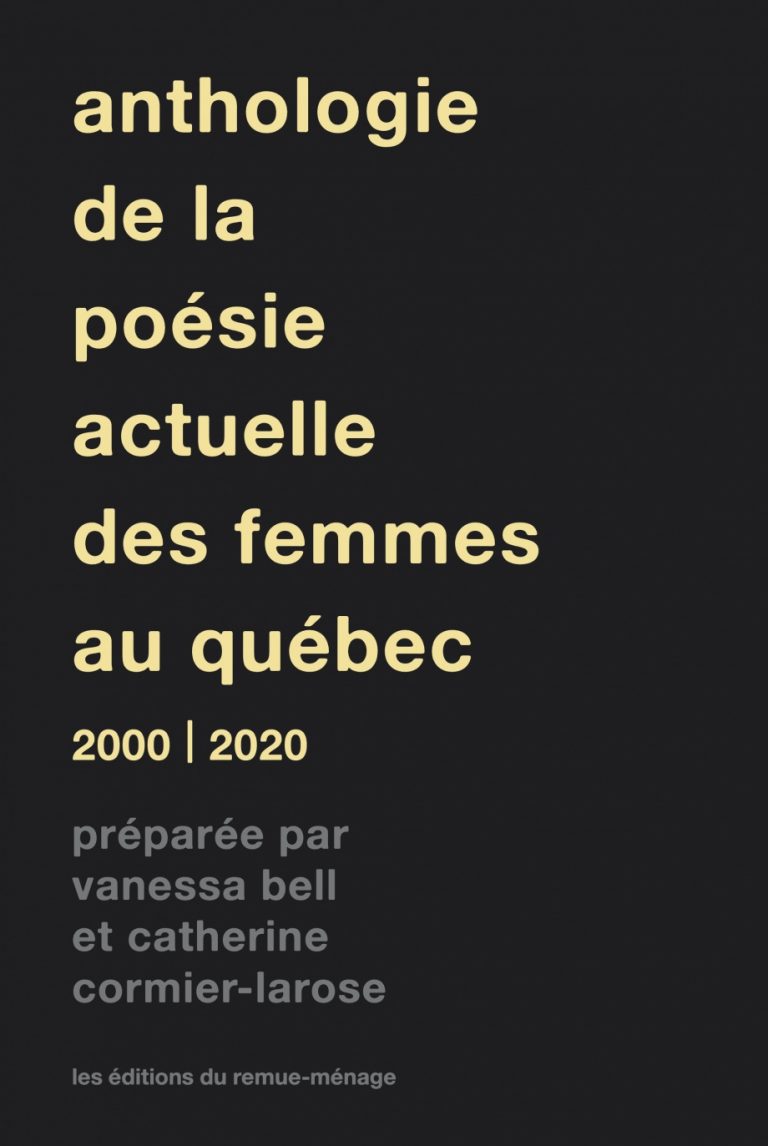 anthologie
de la
poésie
actuelle
des femmes
au québec
2000 | 2020
préparée par
vanessa bell
et catherine
cormier-larose
les éditions du remue-ménage